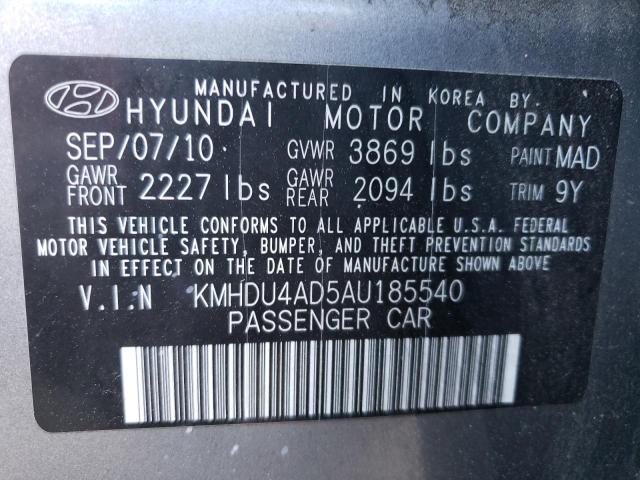 MANUFACTURED IN KOREA BY.
HYUNDAI MOTOR COMPANY
SEP/07/10 GVWR 3869 lbs PAINT MAD
GAWR FRONT 2227 lbs GAWR REAR 2094 lbs TRIM 9Y
THIS VEHICLE CONFORMS TO ALL APPLICABLE U.S.A. FEDERAL
MOTOR VEHICLE SAFETY, BUMPER, AND THEFT PREVENTION STANDARDS
IN EFFECT ON THE DATE OF MANUFACTURE SHOWN ABOVE.
V.I.N KMHDU4AD5AU185540
PASSENGER CAR